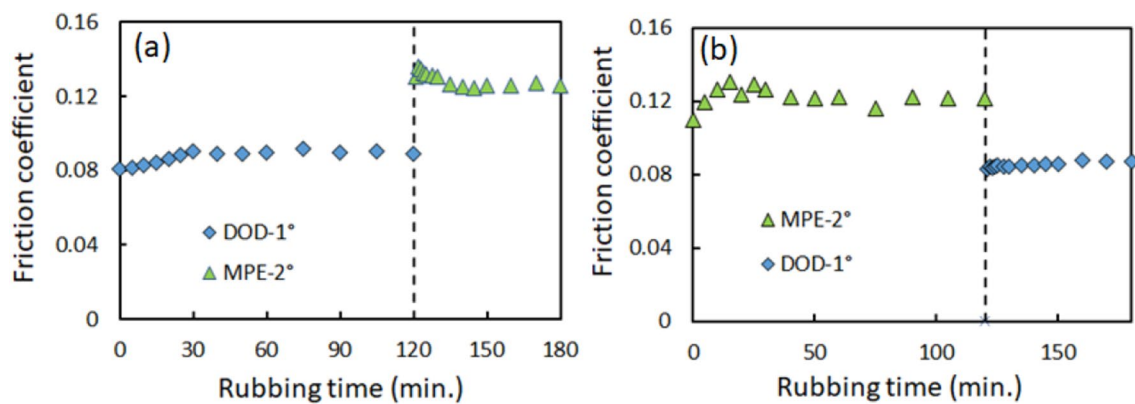 (a)
Friction coefficient
0.16
0.12
0.08
0.04
0
DOD-1°
MPE-2°
0 30 60 90 120 150 180
Rubbing time (min.)
(b)
Friction coefficient
0.16
0.12
0.08
0.04
0
MPE-2°
DOD-1°
0 50 100 150
Rubbing time (min.)